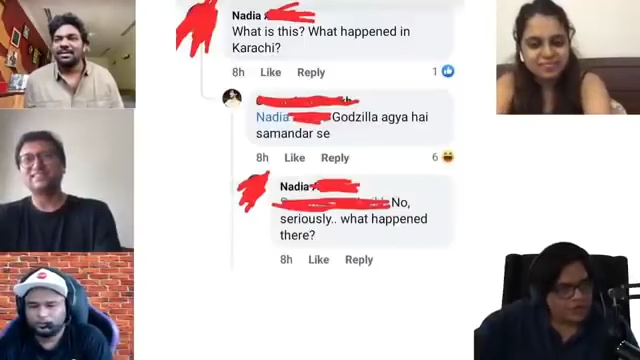 Nadia
What is this? What happened in
Karachi?
8h Like Reply 1
Nadia Godzilla agya hai
samandar se
8h Like Reply 6
Nadia
No,
seriously.. what happened
there?
8h Like Reply